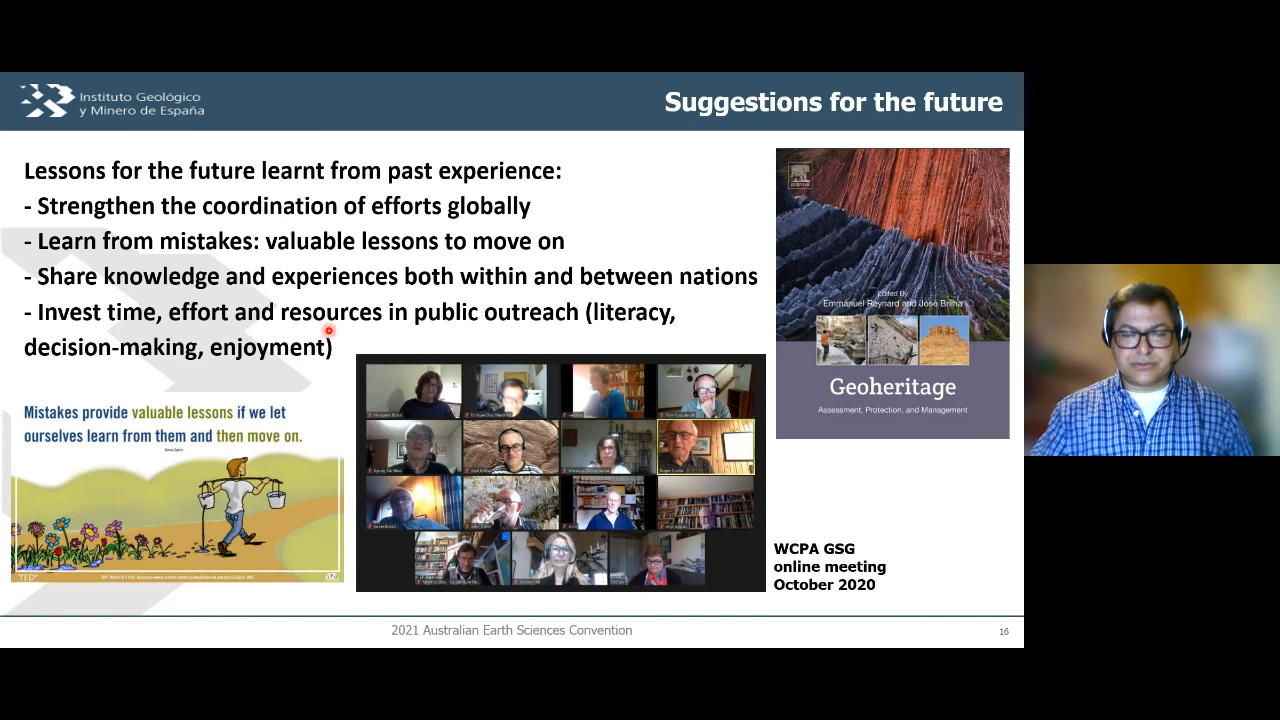 Instituto Geológico
y Minero de España
Suggestions for the future
Lessons for the future learnt from past experience:
- Strengthen the coordination of efforts globally
- Learn from mistakes: valuable lessons to move on
- Share knowledge and experiences both within and between nations
- Invest time, effort and resources in public outreach (literacy,
decision-making, enjoyment)
Mistakes provide valuable lessons if we let
ourselves learn from them and then move on.
TED
Edited By
Emmanuel Reynard and José Brilha
Geoheritage
Assessment, Protection, and Management
WCPA GSG
online meeting
October 2020
2021 Australian Earth Sciences Convention
16